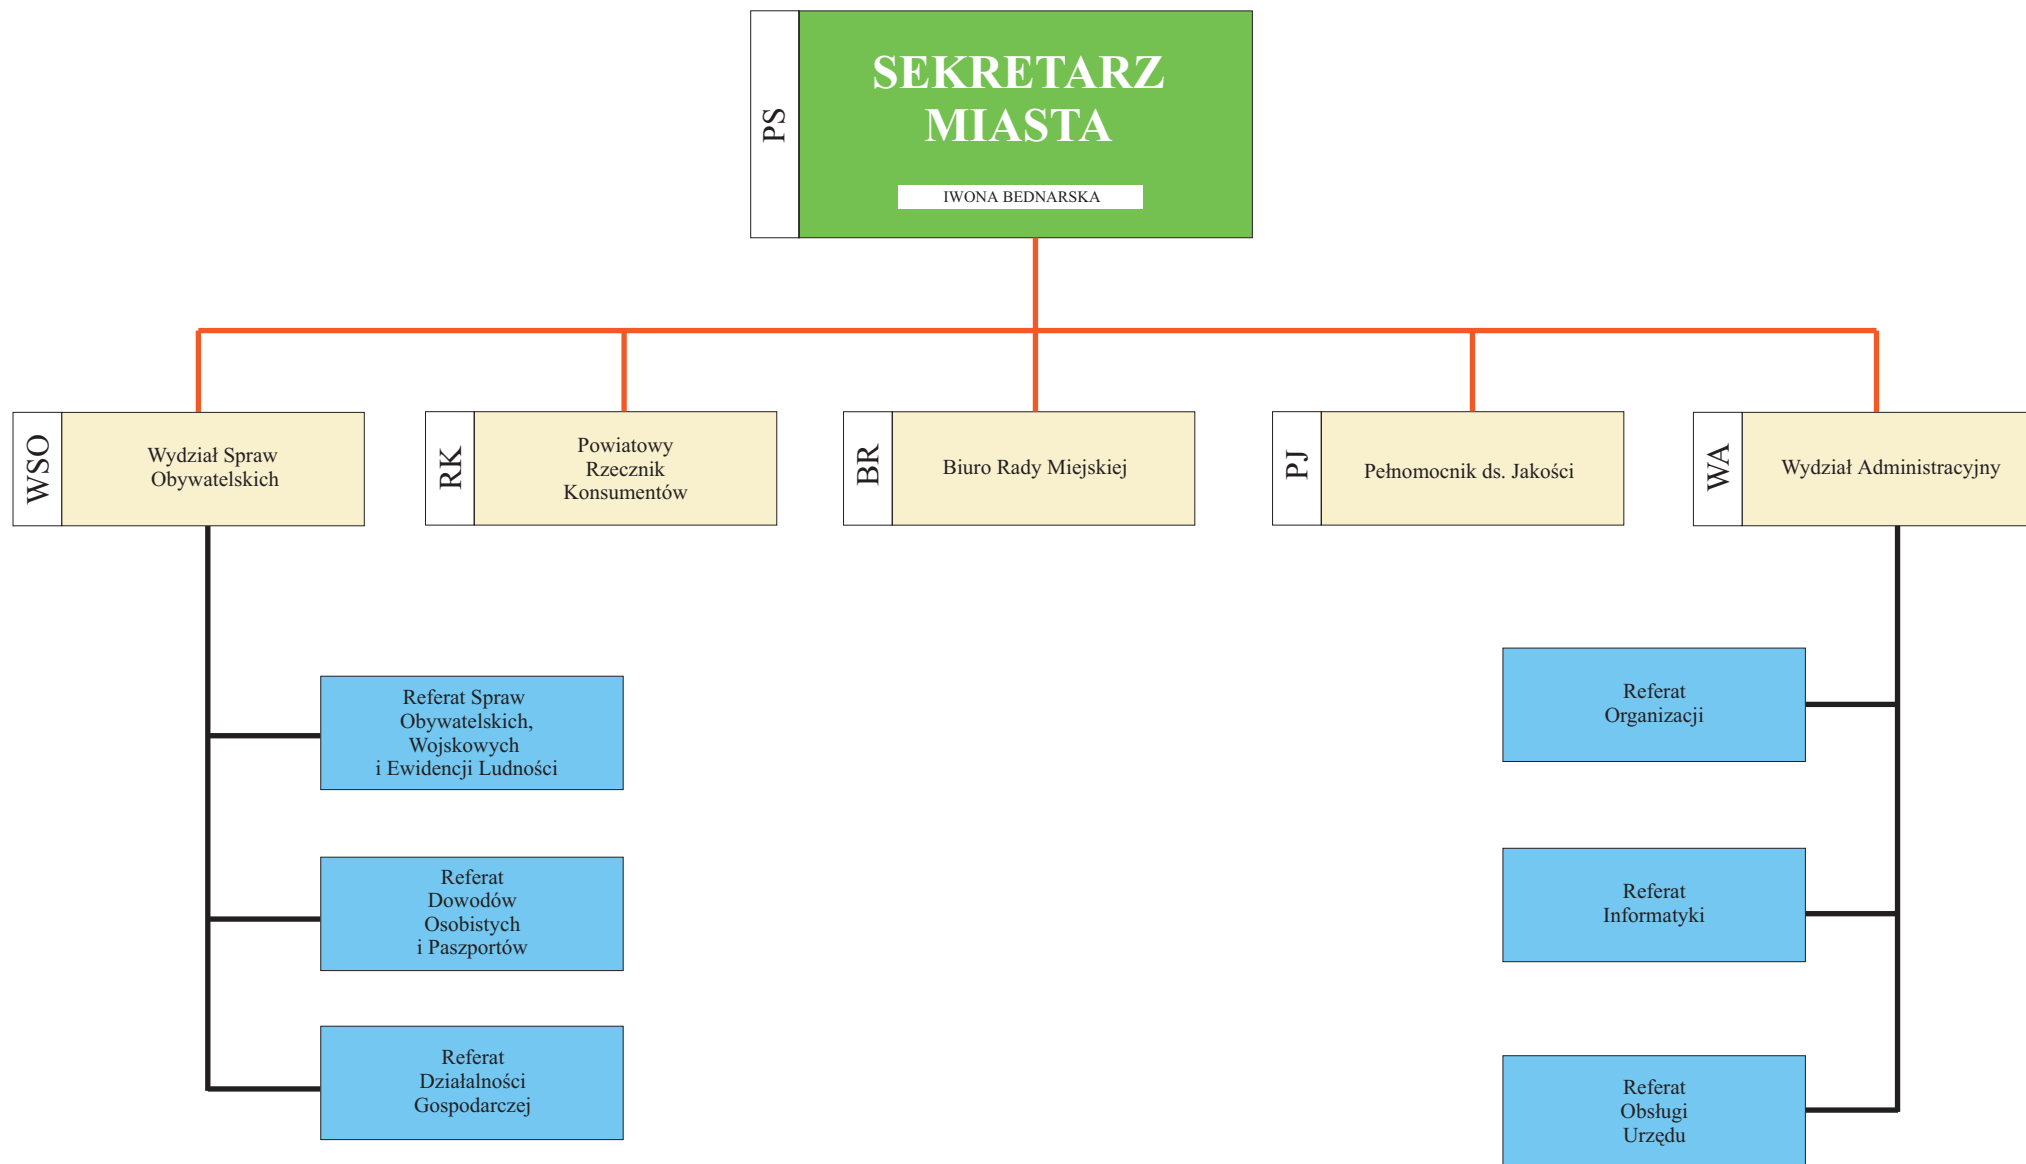 PS
SEKRETARZ
MIASTA
IWONA BEDNARSKA
WSO
Wydział Spraw
Obywatelskich
RK
Powiatowy
Rzecznik
Konsumentów
BR
Biuro Rady Miejskiej
PJ
Pełnomocnik ds. Jakości
WA
Wydział Administracyjny
Referat Spraw
Obywatelskich,
Wojskowych
i Ewidencji Ludności
Referat
Dowodów
Osobistych
i Paszportów
Referat
Działalności
Gospodarczej
Referat
Organizacji
Referat
Informatyki
Referat
Obsługi
Urzędu